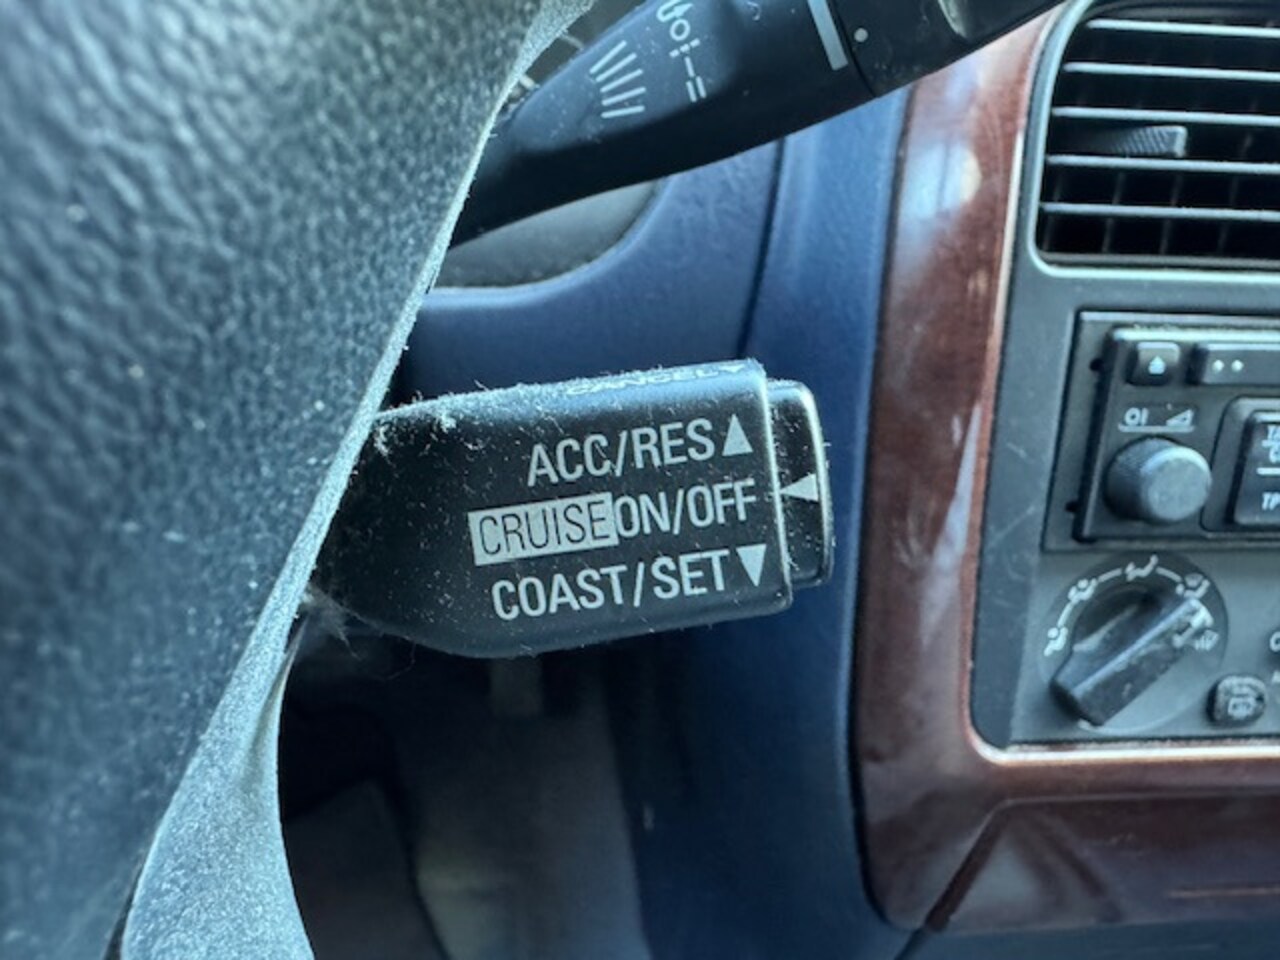 CANCEL
ACC/RES▲
CRUISE ON/OFF
COAST/SET▼